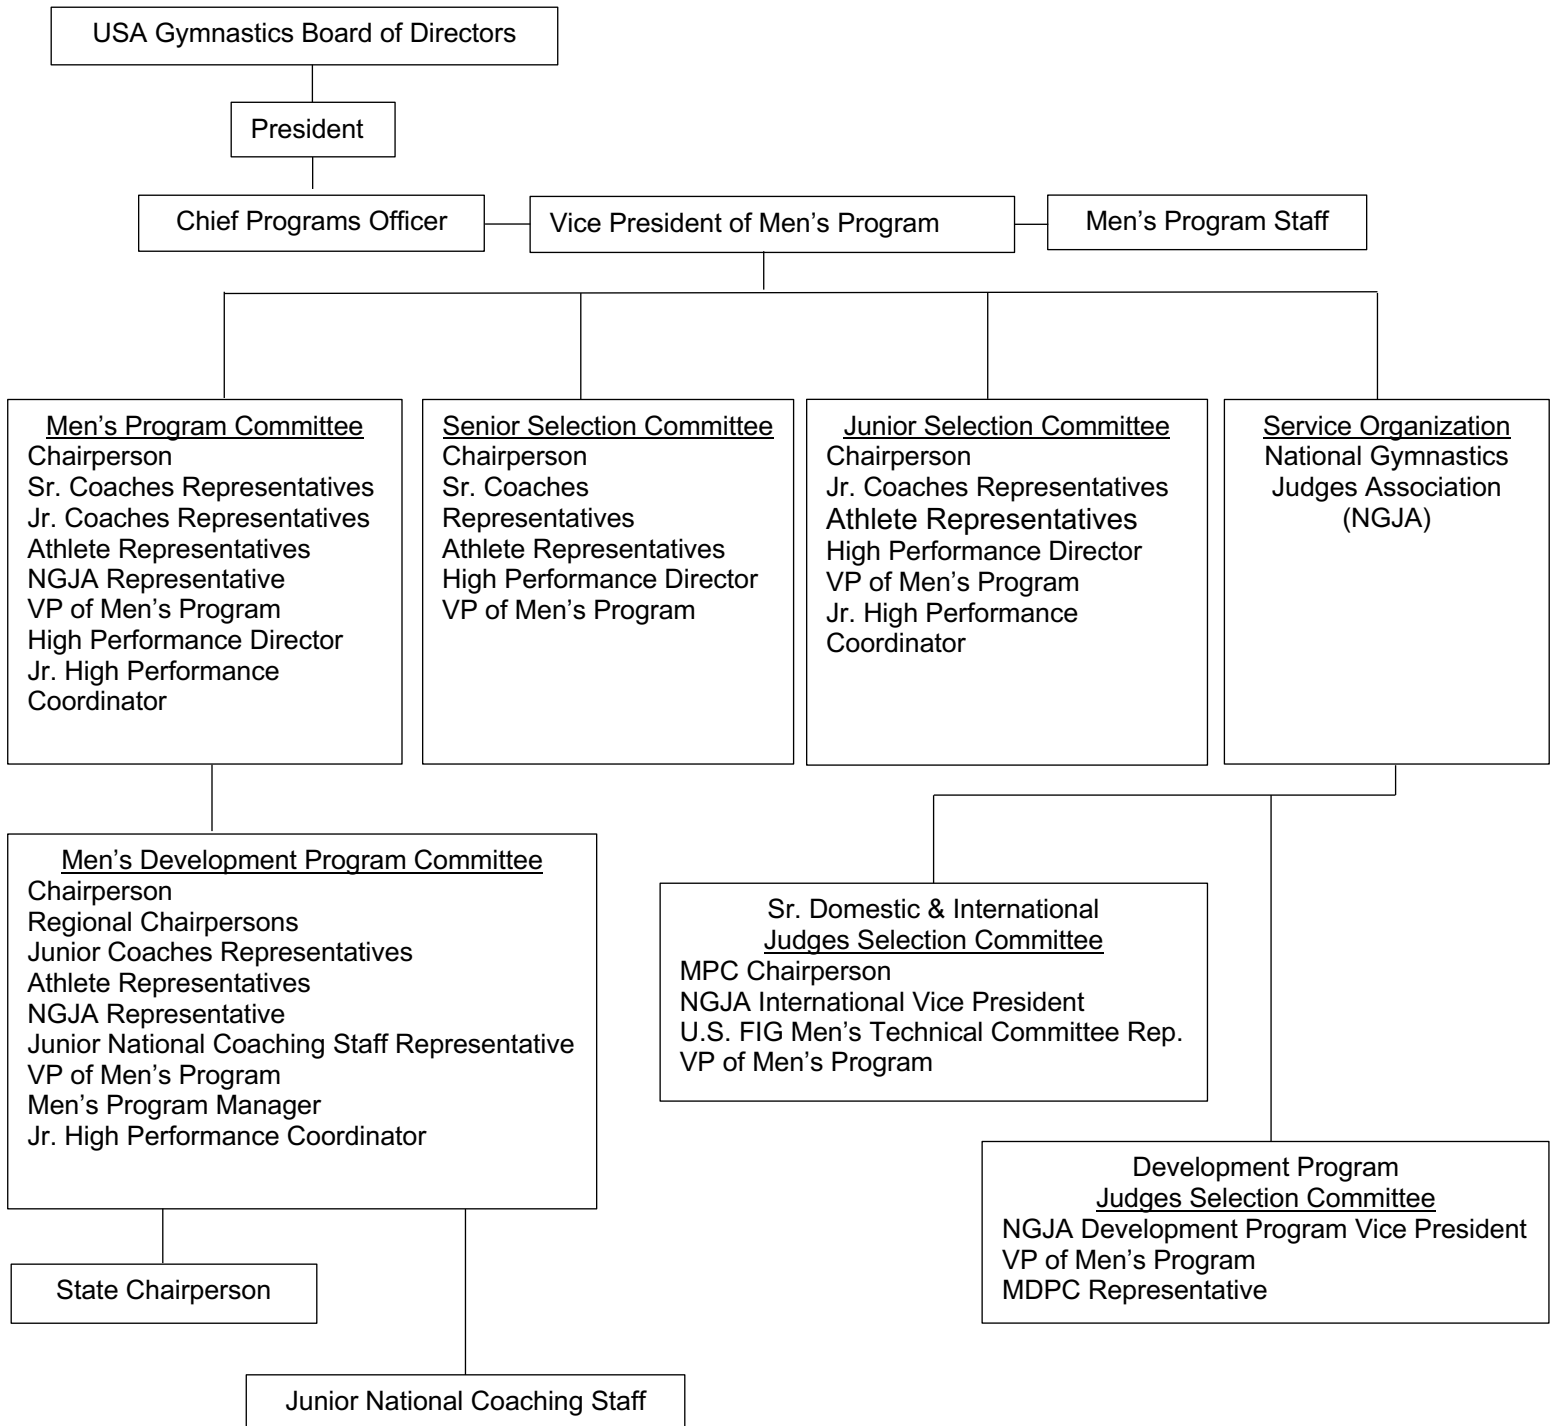 USA Gymnastics Board of Directors
President
Chief Programs Officer
Vice President of Men’s Program
Men’s Program Staff
Men’s Program Committee
Chairperson
Sr. Coaches Representatives
Jr. Coaches Representatives
Athlete Representatives
NGJA Representative
VP of Men’s Program
High Performance Director
Jr. High Performance
Coordinator
Senior Selection Committee
Chairperson
Sr. Coaches
Representatives
Athlete Representatives
High Performance Director
VP of Men’s Program
Junior Selection Committee
Chairperson
Jr. Coaches Representatives
Athlete Representatives
High Performance Director
VP of Men’s Program
Jr. High Performance
Coordinator
Service Organization
National Gymnastics
Judges Association
(NGJA)
Men’s Development Program Committee
Chairperson
Regional Chairpersons
Junior Coaches Representatives
Athlete Representatives
NGJA Representative
Junior National Coaching Staff Representative
VP of Men’s Program
Men’s Program Manager
Jr. High Performance Coordinator
Sr. Domestic & International
Judges Selection Committee
MPC Chairperson
NGJA International Vice President
U.S. FIG Men’s Technical Committee Rep.
VP of Men’s Program
Development Program
Judges Selection Committee
NGJA Development Program Vice President
VP of Men’s Program
MDPC Representative
State Chairperson
Junior National Coaching Staff